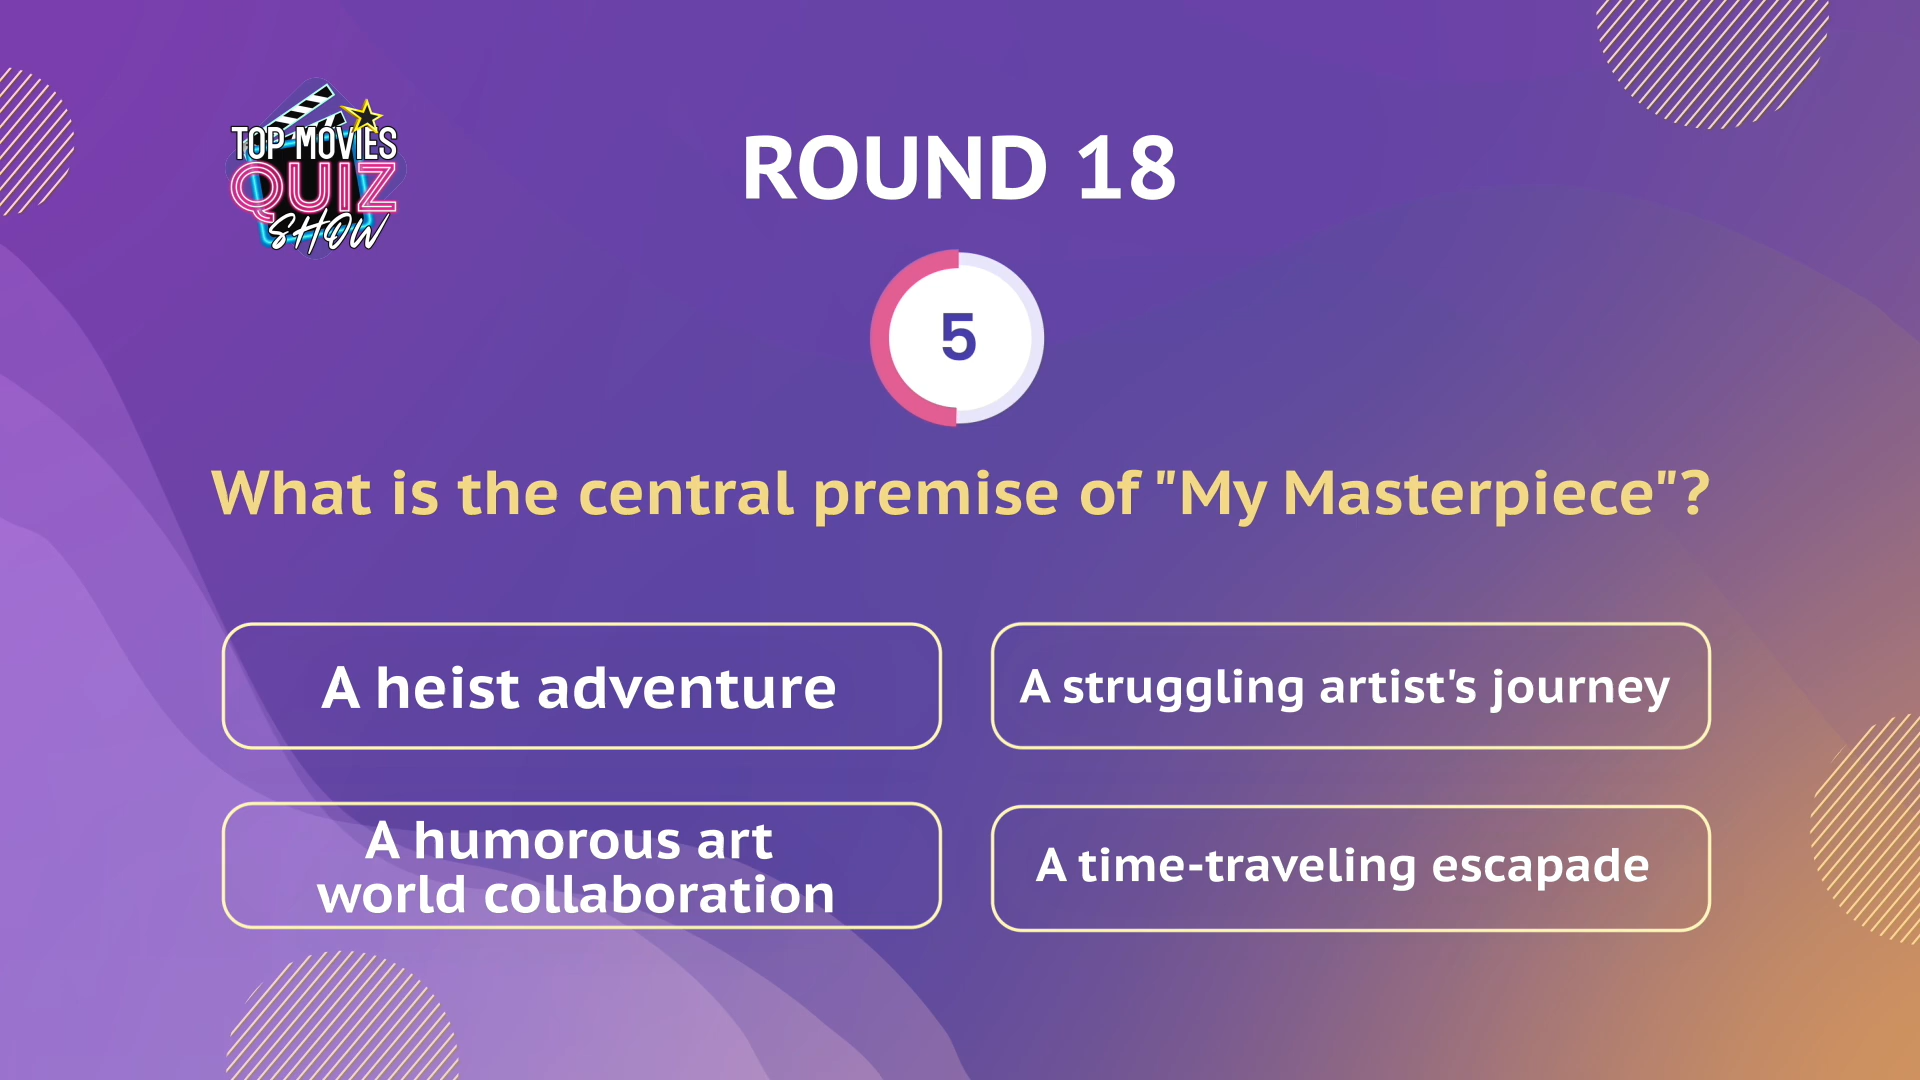 TOP MOVIES
QUIZ
SHOW
ROUND 18
5
What is the central premise of "My Masterpiece"?
A heist adventure
A struggling artist's journey
A humorous art
world collaboration
A time-traveling escapade